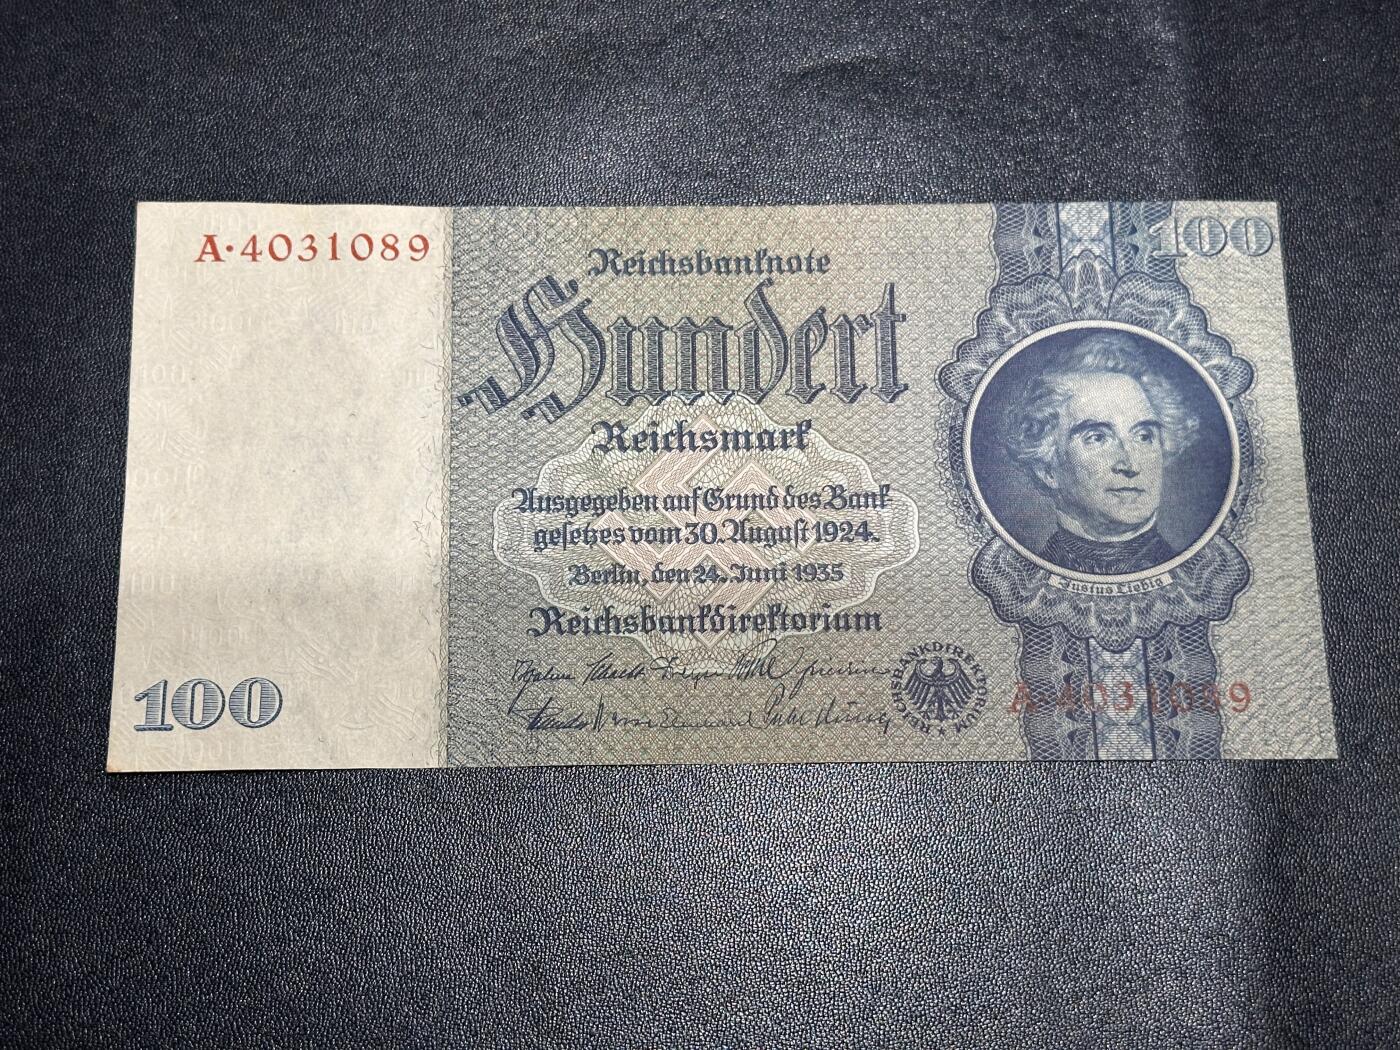 A·4031089
100
Reichsbanknote
Hundert
Reichsmark
Ausgegeben auf Grund des Bank
gesetzes vom 30. August 1924.
Berlin, den 24. Juni 1935
Reichsbankdirektorium
REICHSBANKDIREKTORIUM
Justus Liebig
A·4031089
100